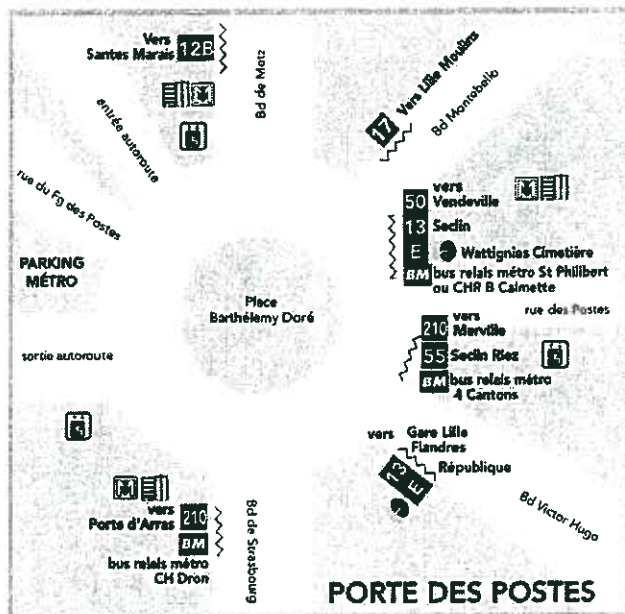 Vers
Santes Marais 12B
Bd de Metz
entrée autoroute
rue du Fg des Postes
17 Vers Lille Moulins
Bd Montebello
vers
50 Vendeville
13 Seclin
E Wattignies Cimetière
BM bus relais métro St Philibert
ou CHR B Calmette
PARKING
MÉTRO
Place
Barthélemy Doré
rue des Postes
vers
210 Merville
55 Seclin Riez
BM bus relais métro
4 Cantons
sortie autoroute
vers Gare Lille
Flandres
République
13
E
Bd Victor Hugo
vers
Porte d'Arras 210
BM
bus relais métro
CH Dron
Bd de Strasbourg
PORTE DES POSTES